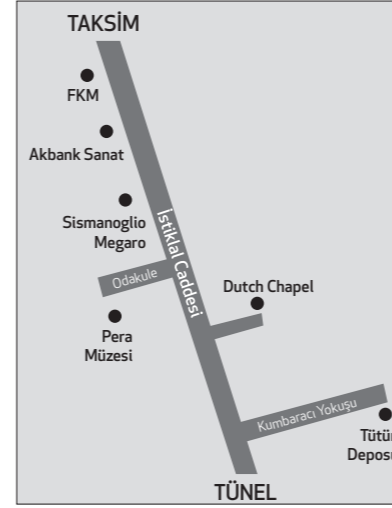 TAKSİM
FKM
Akbank Sanat
Sismanoglio
Megaro
İstiklal Caddesi
Odakule
Dutch Chapel
Pera
Müzesi
Kumbaracı Yokuşu
TÜNEL